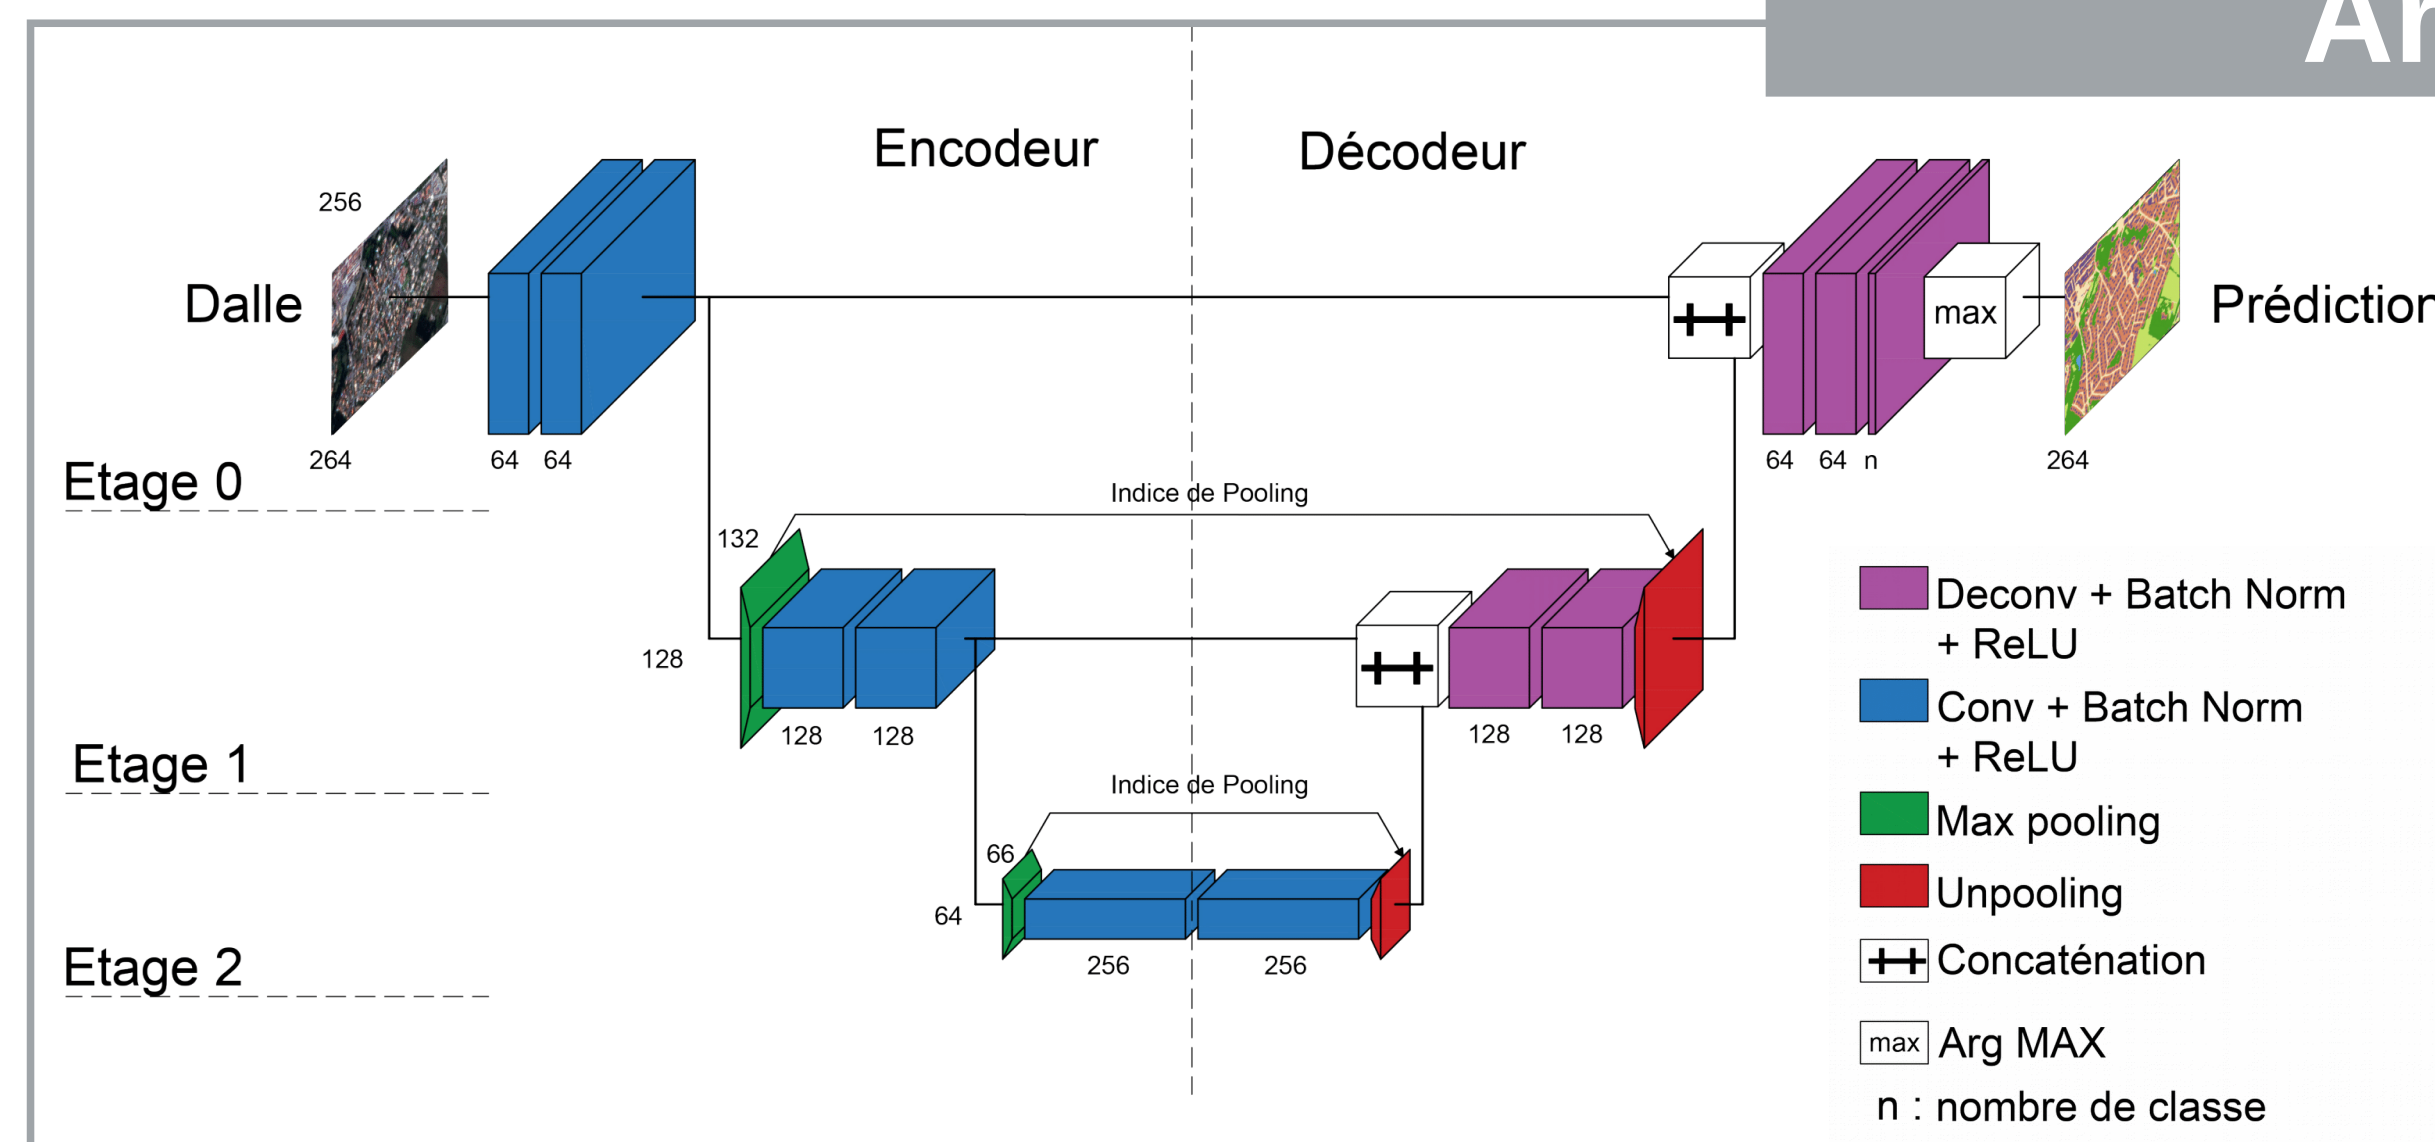 Ar
Encodeur
Décodeur
256
Dalle
max
Prédiction
264
64 64
64 64 n
264
Etage 0
Indice de Pooling
132
128
128 128
128 128
Etage 1
Indice de Pooling
66
64
256 256
Etage 2
Deconv + Batch Norm
+ ReLU
Conv + Batch Norm
+ ReLU
Max pooling
Unpooling
Concaténation
max Arg MAX
n : nombre de classe